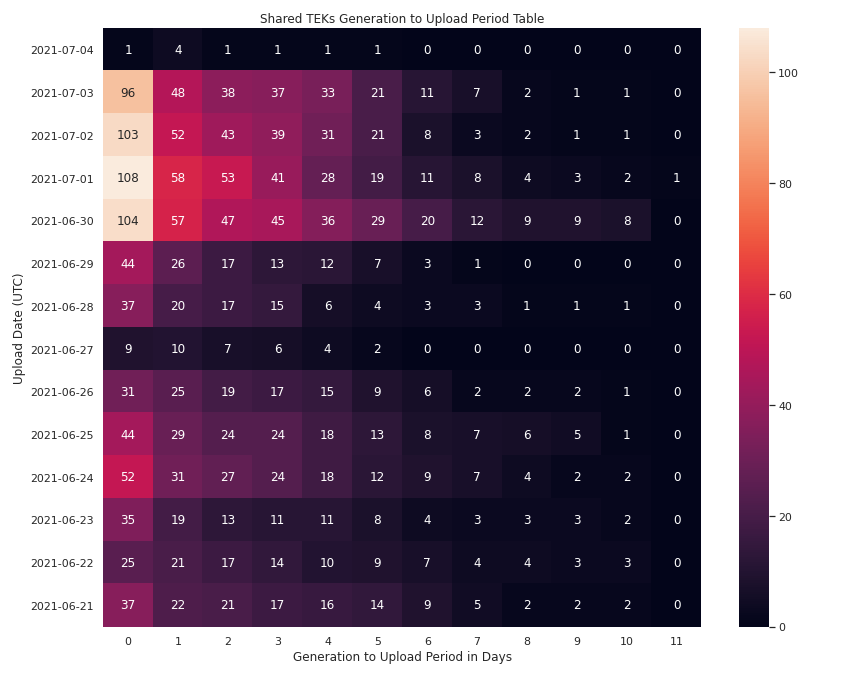 Shared TEKs Generation to Upload Period Table
Upload Date (UTC)
2021-07-04 1 4 1 1 1 1 0 0 0 0 0 0
2021-07-03 96 48 38 37 33 21 11 7 2 1 1 0
2021-07-02 103 52 43 39 31 21 8 3 2 1 1 0
2021-07-01 108 58 53 41 28 19 11 8 4 3 2 1
2021-06-30 104 57 47 45 36 29 20 12 9 9 8 0
2021-06-29 44 26 17 13 12 7 3 1 0 0 0 0
2021-06-28 37 20 17 15 6 4 3 3 1 1 1 0
2021-06-27 9 10 7 6 4 2 0 0 0 0 0 0
2021-06-26 31 25 19 17 15 9 6 2 2 2 1 0
2021-06-25 44 29 24 24 18 13 8 7 6 5 1 0
2021-06-24 52 31 27 24 18 12 9 7 4 2 2 0
2021-06-23 35 19 13 11 11 8 4 3 3 3 2 0
2021-06-22 25 21 17 14 10 9 7 4 4 3 3 0
2021-06-21 37 22 21 17 16 14 9 5 2 2 2 0
0 1 2 3 4 5 6 7 8 9 10 11
Generation to Upload Period in Days
100
80
60
40
20
0